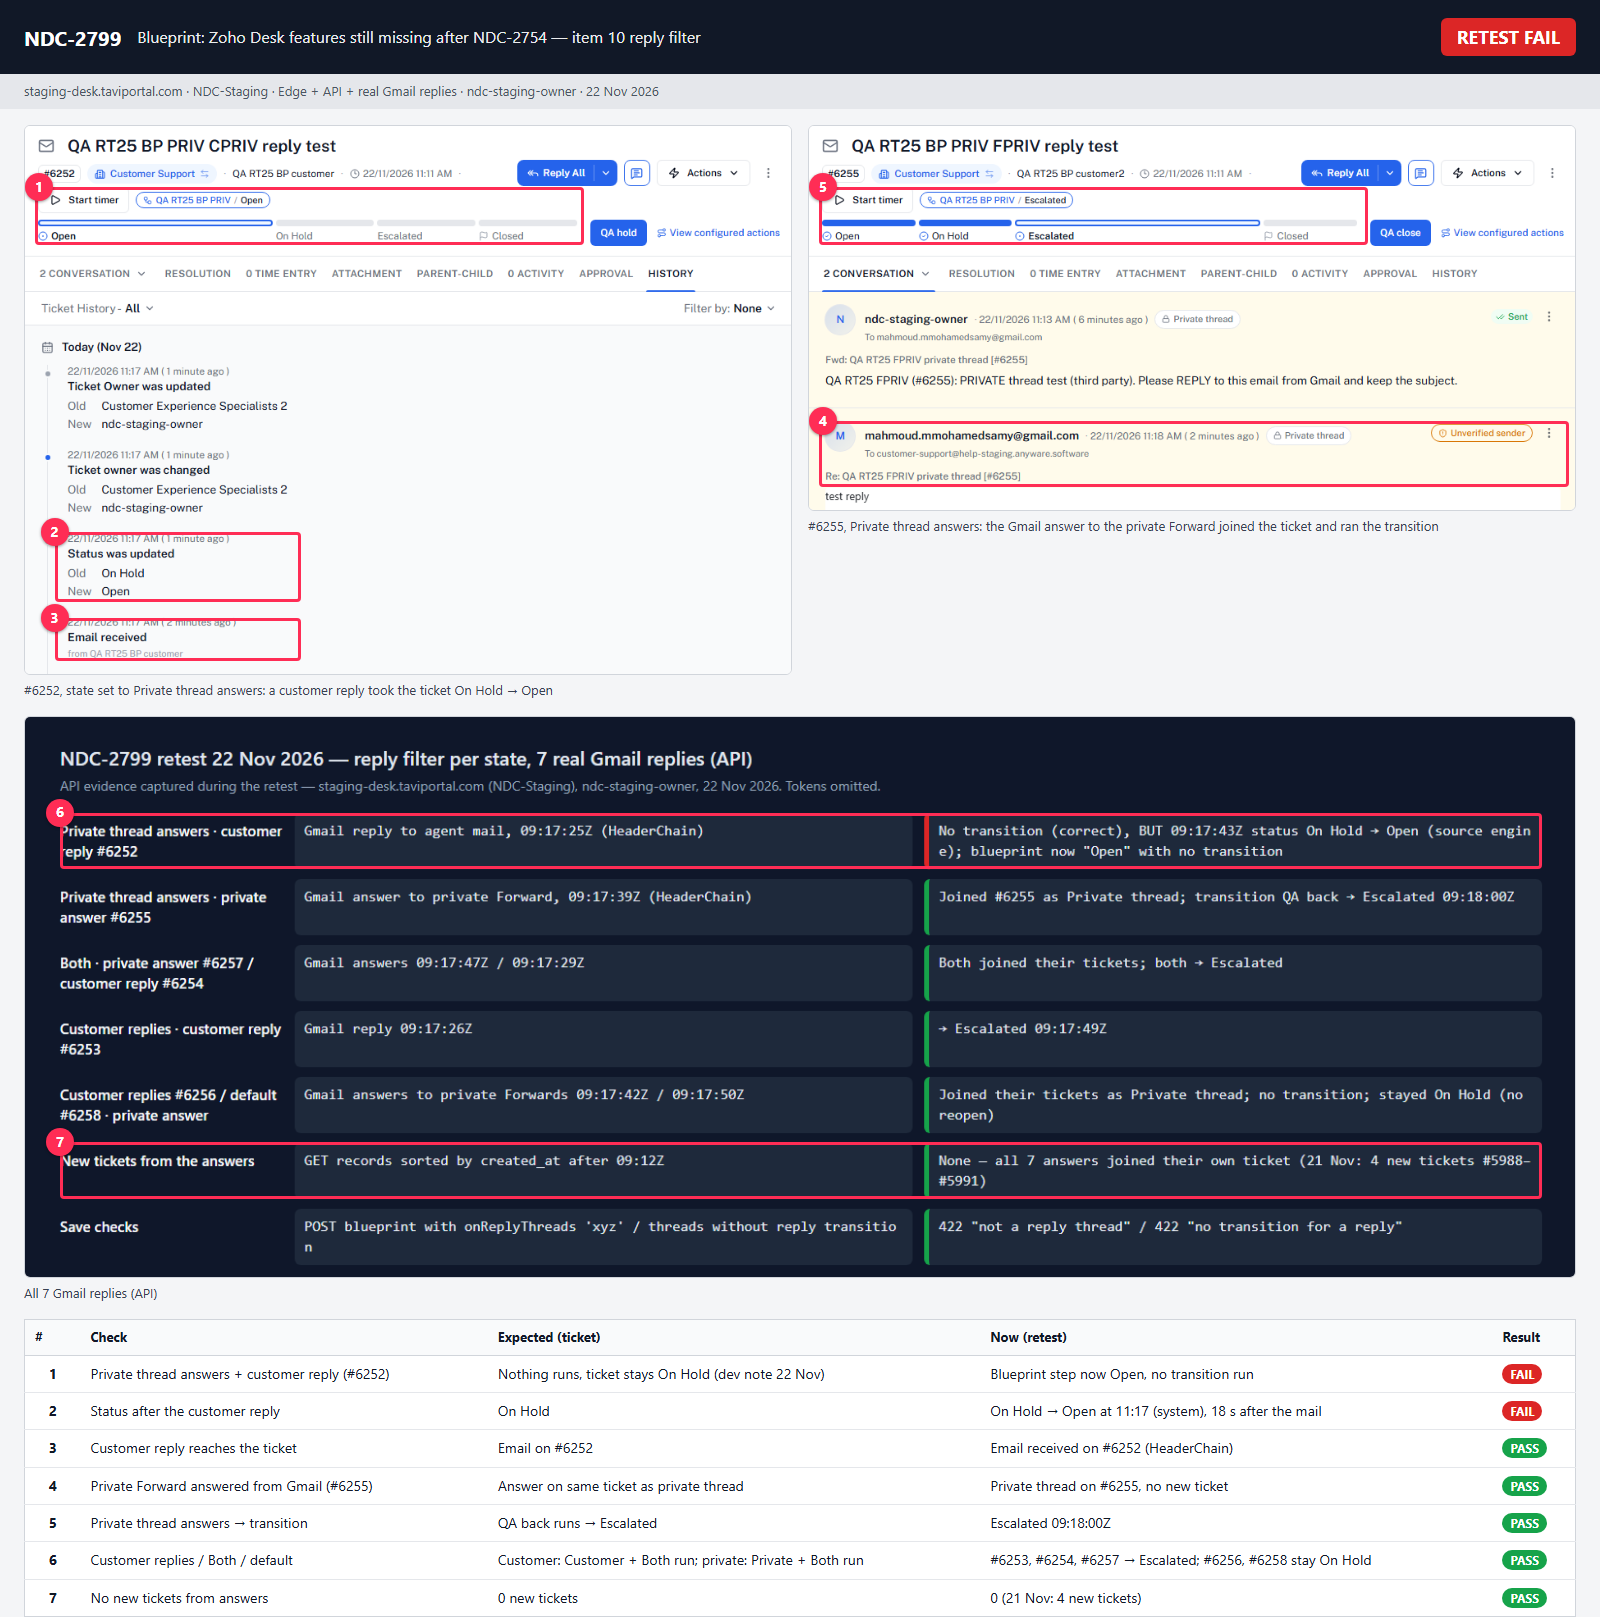 NDC-2799 Blueprint: Zoho Desk features still missing after NDC-2754 — item 10 reply filter RETEST FAIL
staging-desk.taviportal.com · NDC-Staging · Edge + API + real Gmail replies · ndc-staging-owner · 22 Nov 2026
QA RT25 BP PRIV CPRIV reply test
#6252 Customer Support · QA RT25 BP customer · 22/11/2026 11:11 AM · Reply All Actions
1
Start timer QA RT25 BP PRIV / Open
Open On Hold Escalated Closed QA hold View configured actions
2 CONVERSATION RESOLUTION 0 TIME ENTRY ATTACHMENT PARENT-CHILD 0 ACTIVITY APPROVAL HISTORY
Ticket History - All Filter by: None
Today (Nov 22)
22/11/2026 11:17 AM ( 1 minute ago )
Ticket Owner was updated
Old Customer Experience Specialists 2
New ndc-staging-owner
22/11/2026 11:17 AM ( 1 minute ago )
Ticket owner was changed
Old Customer Experience Specialists 2
New ndc-staging-owner
2
22/11/2026 11:17 AM ( 1 minute ago )
Status was updated
Old On Hold
New Open
3
22/11/2026 11:17 AM ( 2 minutes ago )
Email received
from QA RT25 BP customer
#6252, state set to Private thread answers: a customer reply took the ticket On Hold → Open
QA RT25 BP PRIV FPRIV reply test
#6255 Customer Support · QA RT25 BP customer2 · 22/11/2026 11:11 AM · Reply All Actions
5
Start timer QA RT25 BP PRIV / Escalated
Open On Hold Escalated Closed QA close View configured actions
2 CONVERSATION RESOLUTION 0 TIME ENTRY ATTACHMENT PARENT-CHILD 0 ACTIVITY APPROVAL HISTORY
N ndc-staging-owner · 22/11/2026 11:13 AM ( 6 minutes ago ) Private thread Sent
To mahmoud.mmohamedsamy@gmail.com
Fwd: QA RT25 FPRIV private thread [#6255]
QA RT25 FPRIV (#6255): PRIVATE thread test (third party). Please REPLY to this email from Gmail and keep the subject.
4
M mahmoud.mmohamedsamy@gmail.com · 22/11/2026 11:18 AM ( 2 minutes ago ) Private thread Unverified sender
To customer-support@help-staging.anyware.software
Re: QA RT25 FPRIV private thread [#6255]
test reply
#6255, Private thread answers: the Gmail answer to the private Forward joined the ticket and ran the transition
NDC-2799 retest 22 Nov 2026 — reply filter per state, 7 real Gmail replies (API)
API evidence captured during the retest — staging-desk.taviportal.com (NDC-Staging), ndc-staging-owner, 22 Nov 2026. Tokens omitted.
6
Private thread answers · customer Gmail reply to agent mail, 09:17:25Z (HeaderChain) No transition (correct), BUT 09:17:43Z status On Hold → Open (source engin
reply #6252 e); blueprint now "Open" with no transition
Private thread answers · private Gmail answer to private Forward, 09:17:39Z (HeaderChain) Joined #6255 as Private thread; transition QA back → Escalated 09:18:00Z
answer #6255
Both · private answer #6257 / Gmail answers 09:17:47Z / 09:17:29Z Both joined their tickets; both → Escalated
customer reply #6254
Customer replies · customer reply Gmail reply 09:17:26Z → Escalated 09:17:49Z
#6253
Customer replies #6256 / default Gmail answers to private Forwards 09:17:42Z / 09:17:50Z Joined their tickets as Private thread; no transition; stayed On Hold (no
#6258 · private answer reopen)
7
New tickets from the answers GET records sorted by created_at after 09:12Z None — all 7 answers joined their own ticket (21 Nov: 4 new tickets #5988–
#5991)
Save checks POST blueprint with onReplyThreads 'xyz' / threads without reply transitio 422 "not a reply thread" / 422 "no transition for a reply"
n
All 7 Gmail replies (API)
# Check Expected (ticket) Now (retest) Result
1 Private thread answers + customer reply (#6252) Nothing runs, ticket stays On Hold (dev note 22 Nov) Blueprint step now Open, no transition run FAIL
2 Status after the customer reply On Hold On Hold → Open at 11:17 (system), 18 s after the mail FAIL
3 Customer reply reaches the ticket Email on #6252 Email received on #6252 (HeaderChain) PASS
4 Private Forward answered from Gmail (#6255) Answer on same ticket as private thread Private thread on #6255, no new ticket PASS
5 Private thread answers → transition QA back runs → Escalated Escalated 09:18:00Z PASS
6 Customer replies / Both / default Customer: Customer + Both run; private: Private + Both run #6253, #6254, #6257 → Escalated; #6256, #6258 stay On Hold PASS
7 No new tickets from answers 0 new tickets 0 (21 Nov: 4 new tickets) PASS